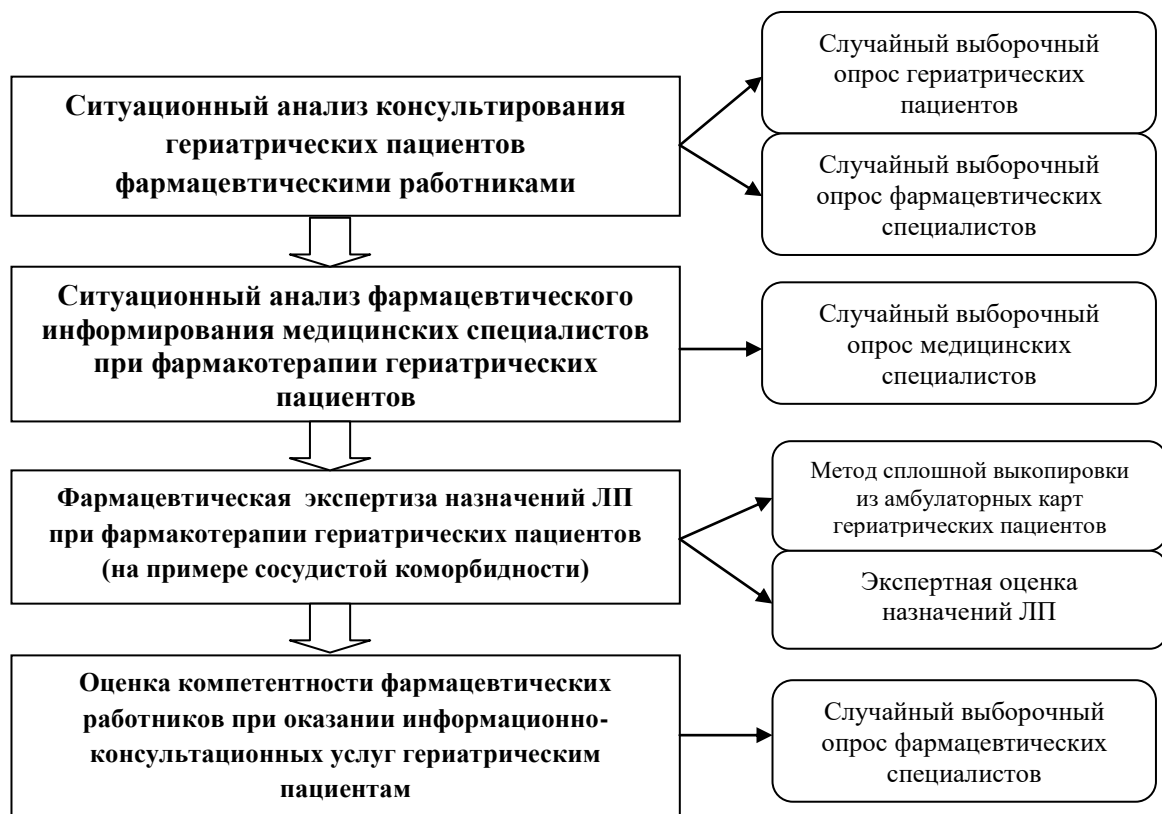 Ситуационный анализ консультирования
гериатрических пациентов
фармацевтическими работниками
Случайный выборочный
опрос гериатрических
пациентов
Случайный выборочный
опрос фармацевтических
специалистов
Ситуационный анализ фармацевтического
информирования медицинских специалистов
при фармакотерапии гериатрических
пациентов
Случайный выборочный
опрос медицинских
специалистов
Фармацевтическая экспертиза назначений ЛП
при фармакотерапии гериатрических пациентов
(на примере сосудистой коморбидности)
Метод сплошной выкопировки
из амбулаторных карт
гериатрических пациентов
Экспертная оценка
назначений ЛП
Оценка компетентности фармацевтических
работников при оказании информационно-
консультационных услуг гериатрическим
пациентам
Случайный выборочный
опрос фармацевтических
специалистов